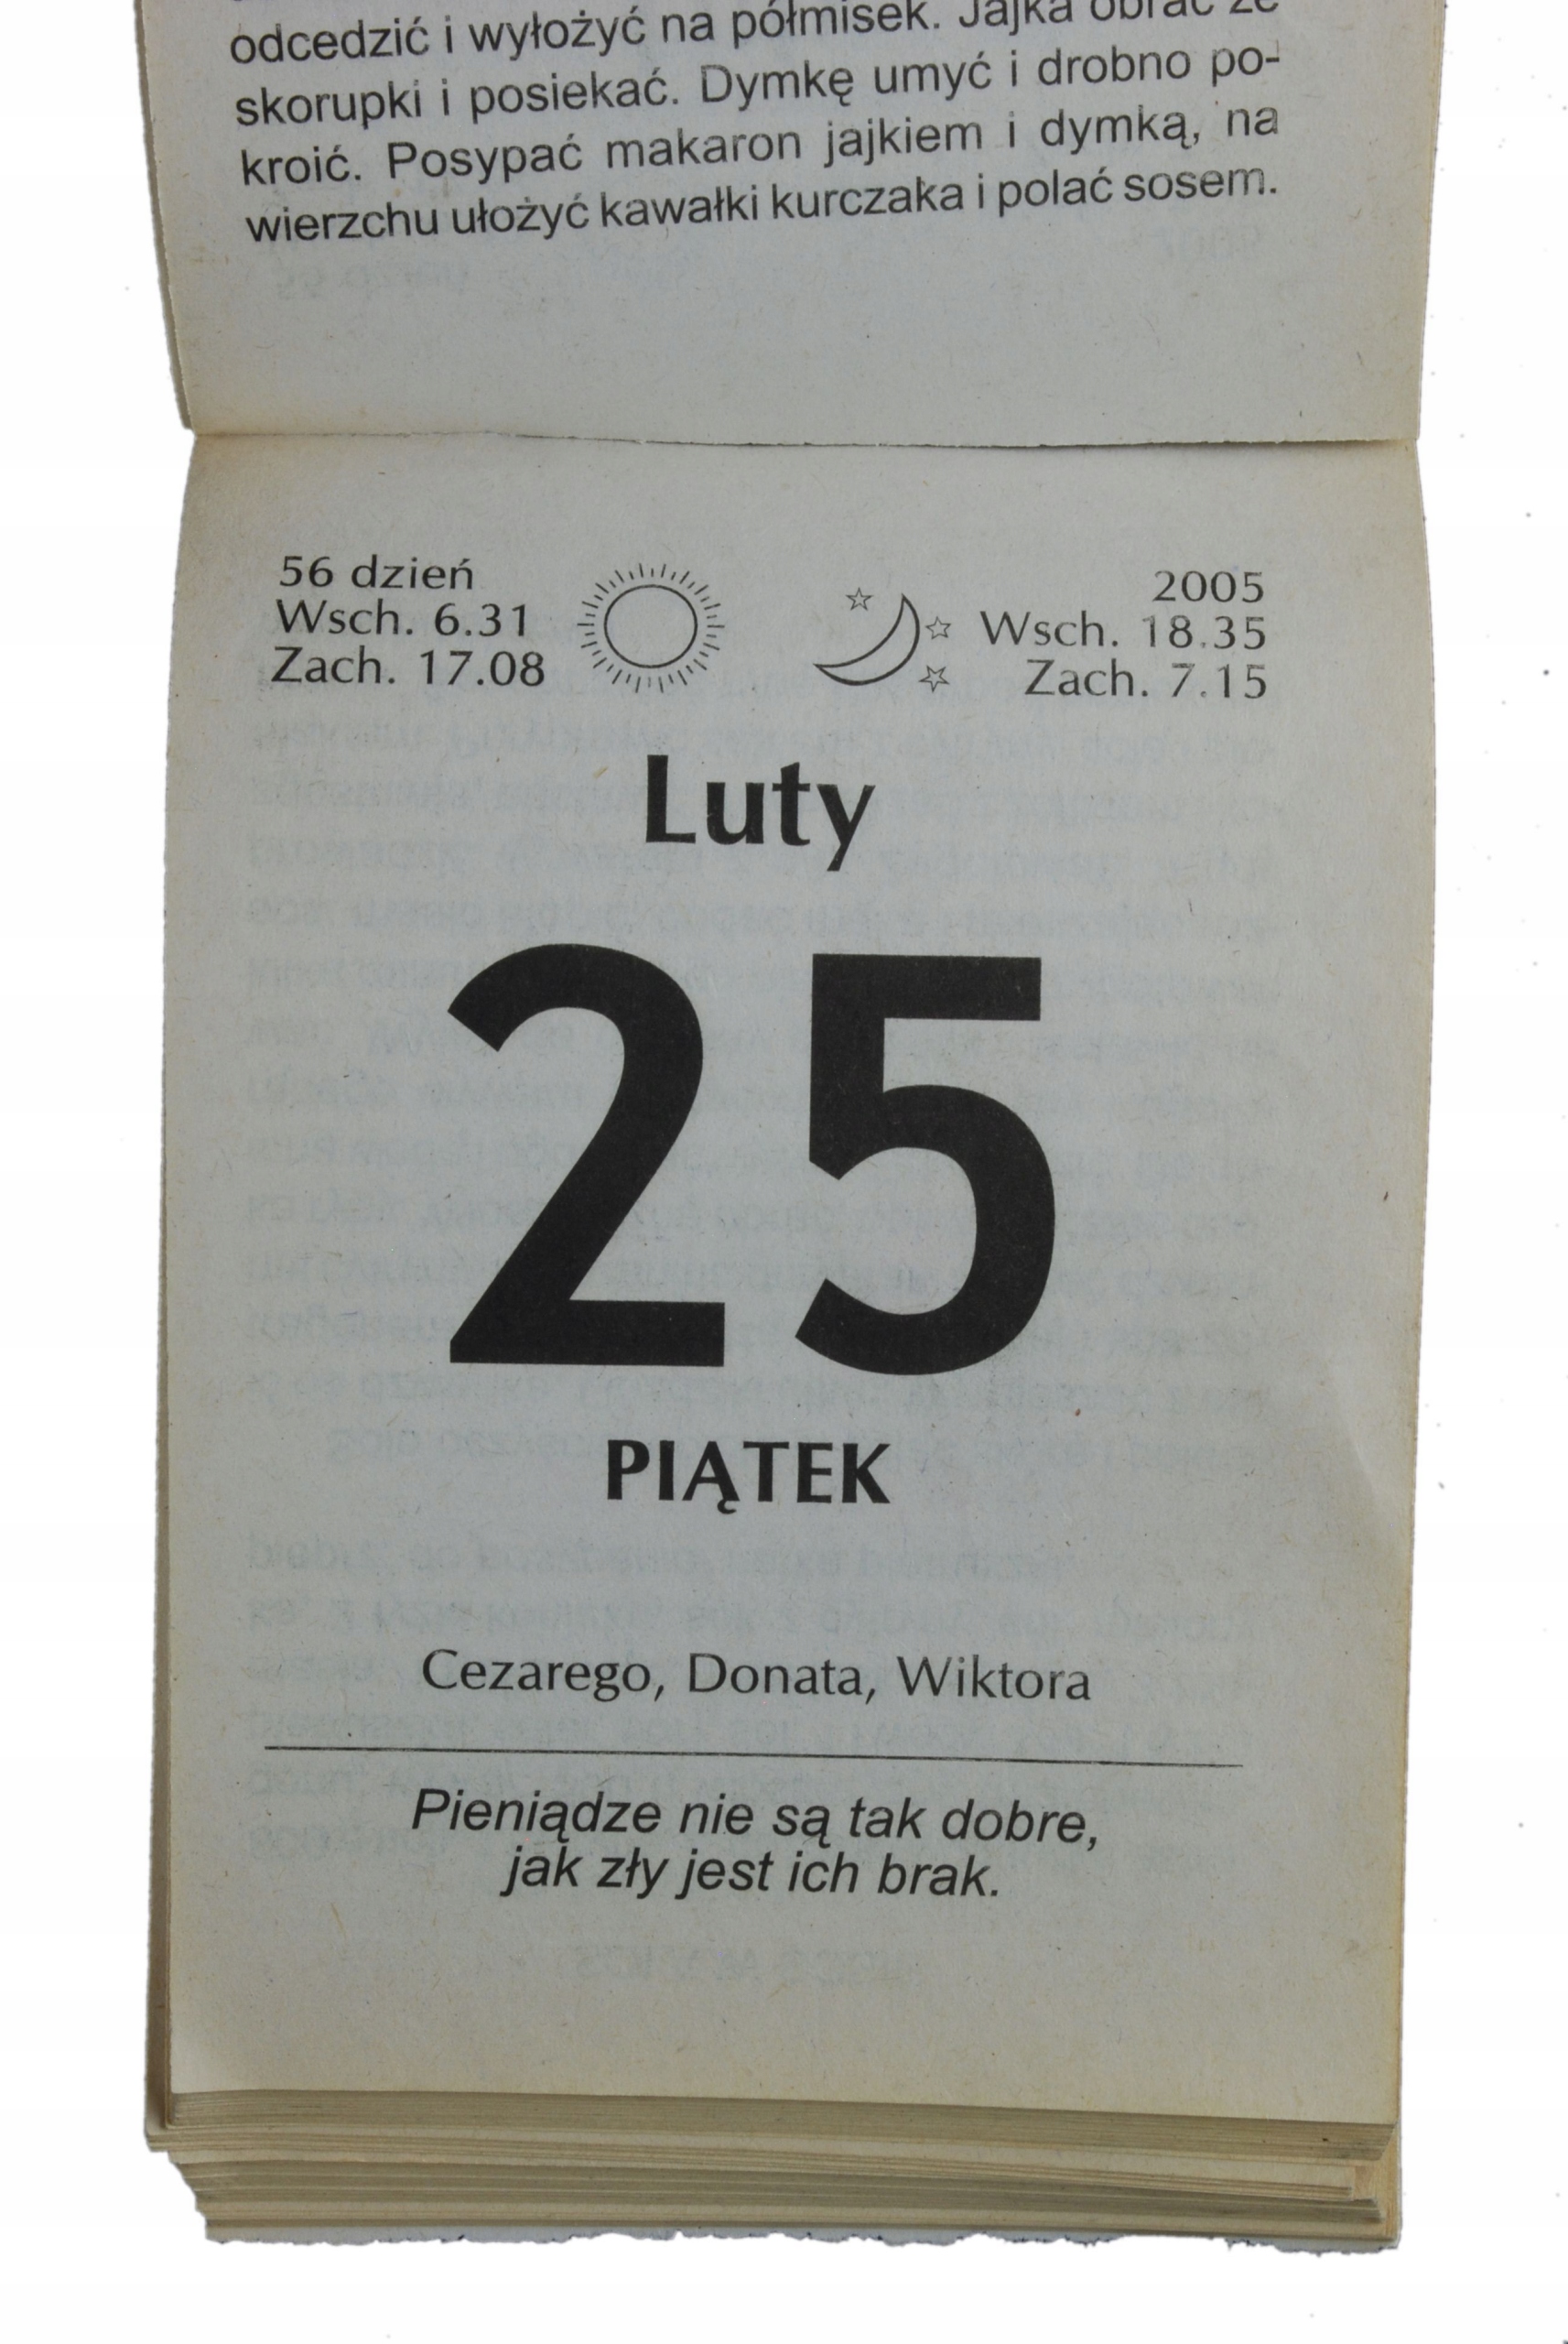 odcedzić i wyłożyć na półmisek. Jajka obrać ze
skorupki i posiekać. Dymkę umyć i drobno po-
kroić. Posypać makaron jajkiem i dymką, na
wierzchu ułożyć kawałki kurczaka i polać sosem.
56 dzień
Wsch. 6.31
Zach. 17.08
2005
Wsch. 18.35
Zach. 7.15
Luty
25
PIĄTEK
Cezarego, Donata, Wiktora
Pieniądze nie są tak dobre,
jak zły jest ich brak.